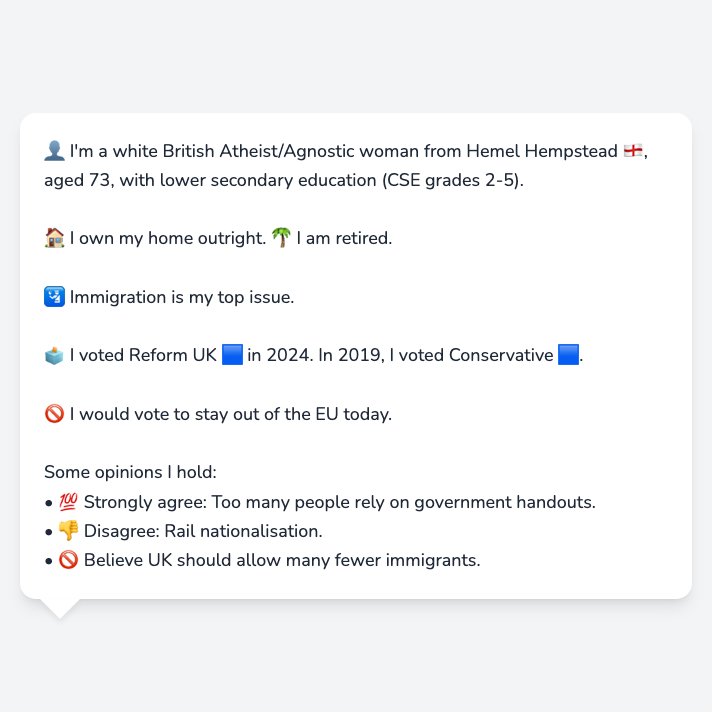 👤 I'm a white British Atheist/Agnostic woman from Hemel Hempstead 🏴󠁧󠁢󠁥󠁮󠁧󠁿,
aged 73, with lower secondary education (CSE grades 2-5).
🏠 I own my home outright. 🌴 I am retired.
🛂 Immigration is my top issue.
🗳️ I voted Reform UK 🟦 in 2024. In 2019, I voted Conservative 🟦.
🚫 I would vote to stay out of the EU today.
Some opinions I hold:
• 💯 Strongly agree: Too many people rely on government handouts.
• 👎 Disagree: Rail nationalisation.
• 🚫 Believe UK should allow many fewer immigrants.